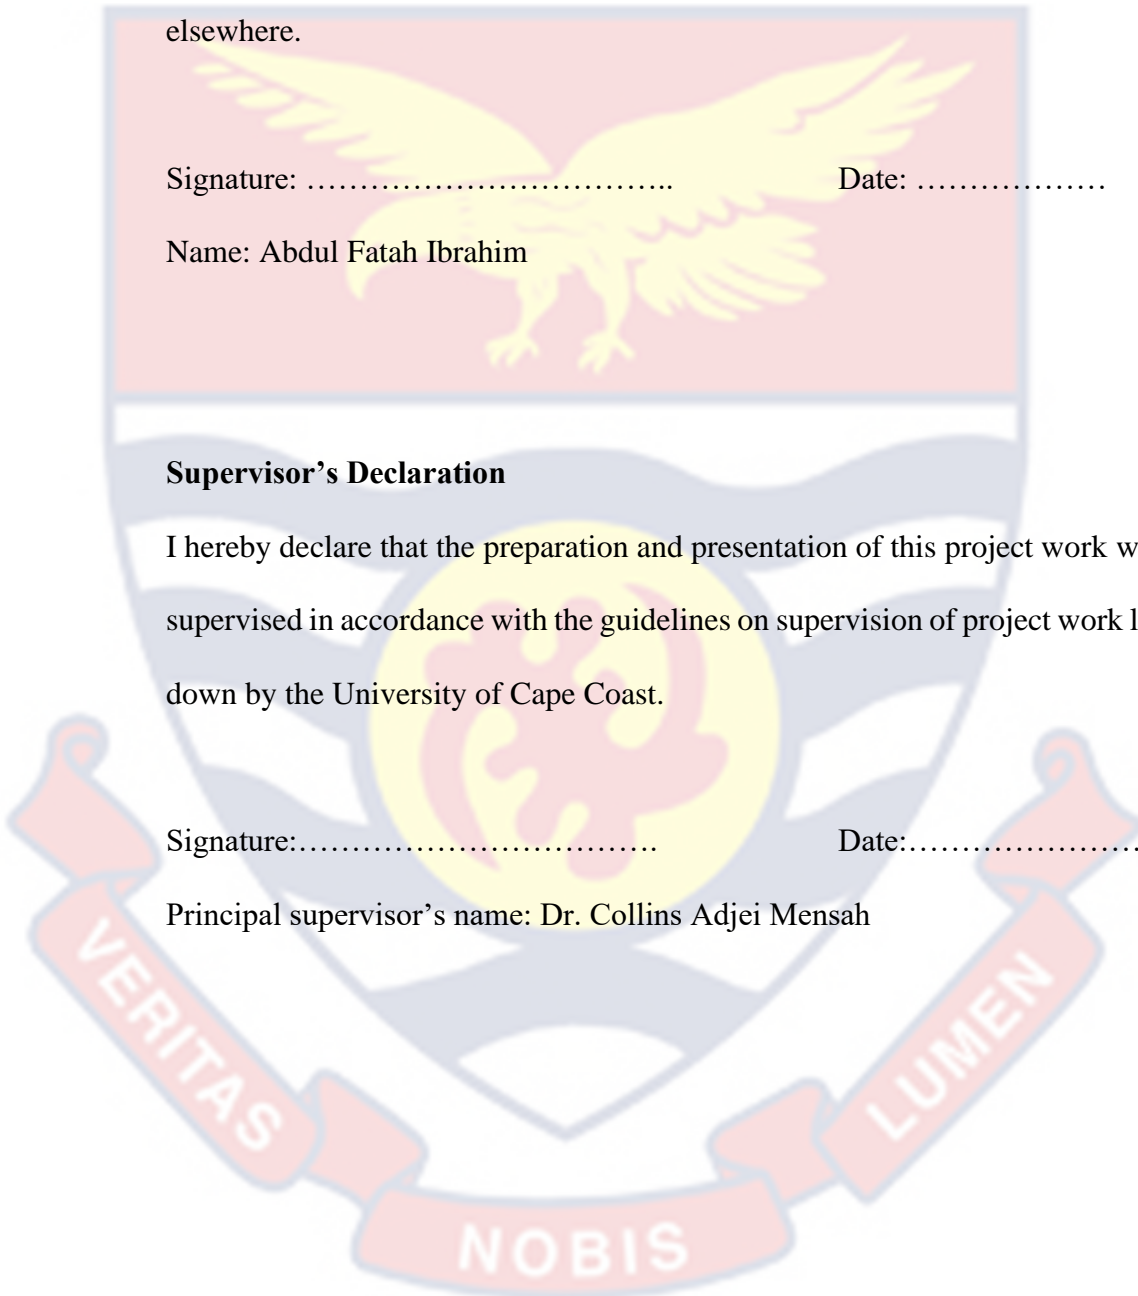 elsewhere.
Signature: …………………………….. Date: ………………
Name: Abdul Fatah Ibrahim
Supervisor’s Declaration
I hereby declare that the preparation and presentation of this project work w
supervised in accordance with the guidelines on supervision of project work l
down by the University of Cape Coast.
Signature:……………………………. Date:………………….
Principal supervisor’s name: Dr. Collins Adjei Mensah
VERITAS
NOBIS
LUMEN